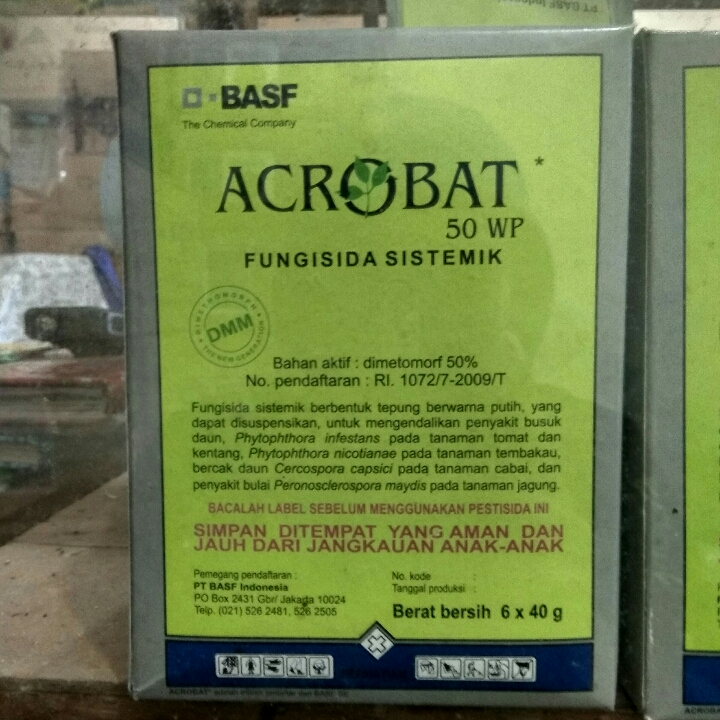 BASF
The Chemical Company
ACROBAT *
50 WP
FUNGISIDA SISTEMIK
DIMETHOMORPH
DMM
THE NEW GENERATION
Bahan aktif : dimetomorf 50%
No. pendaftaran : RI. 1072/7-2009/T
Fungisida sistemik berbentuk tepung berwarna putih, yang
dapat disuspensikan, untuk mengendalikan penyakit busuk
daun, Phytophthora infestans pada tanaman tomat dan
kentang, Phytophthora nicotianae pada tanaman tembakau,
bercak daun Cercospora capsici pada tanaman cabai, dan
penyakit bulai Peronosclerospora maydis pada tanaman jagung.
BACALAH LABEL SEBELUM MENGGUNAKAN PESTISIDA INI
SIMPAN DITEMPAT YANG AMAN DAN
JAUH DARI JANGKAUAN ANAK-ANAK
Pemegang pendaftaran :
PT BASF Indonesia
PO Box 2431 Gbr/ Jakarta 10024
Telp. (021) 526 2481, 526 2505
No. kode :
Tanggal produksi :
Berat bersih 6 x 40 g